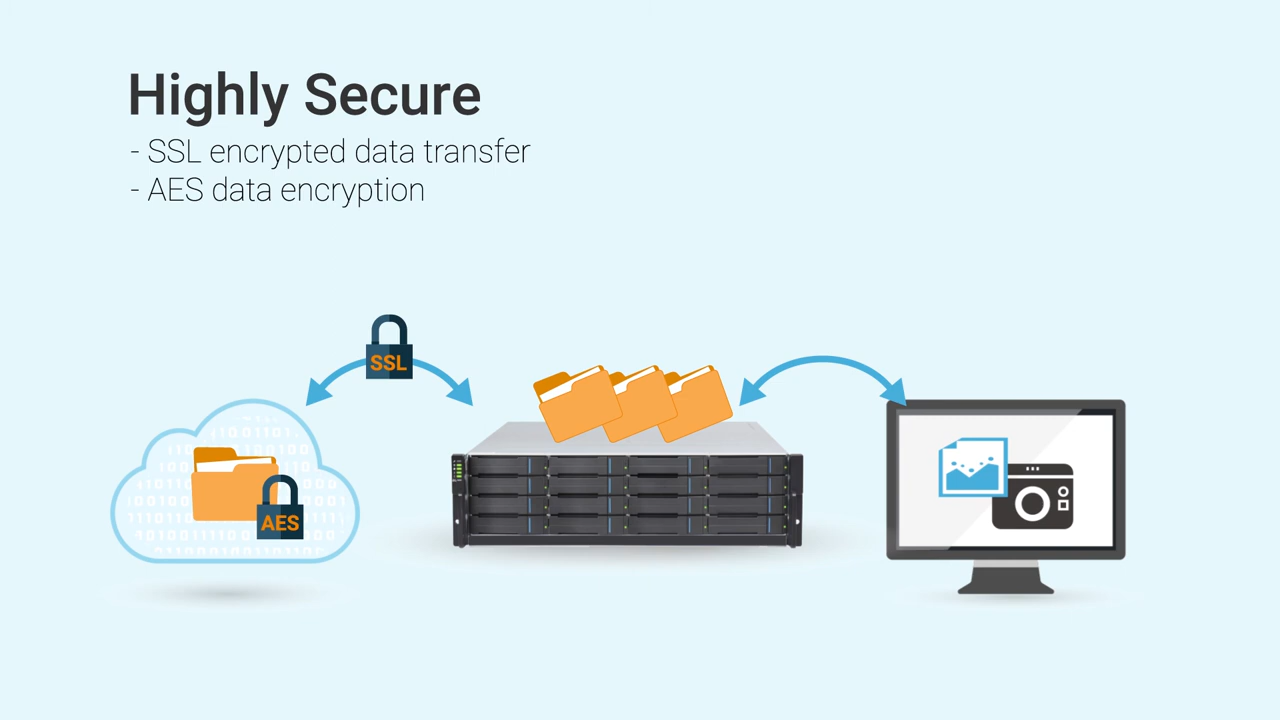 Highly Secure
- SSL encrypted data transfer
- AES data encryption
SSL
AES